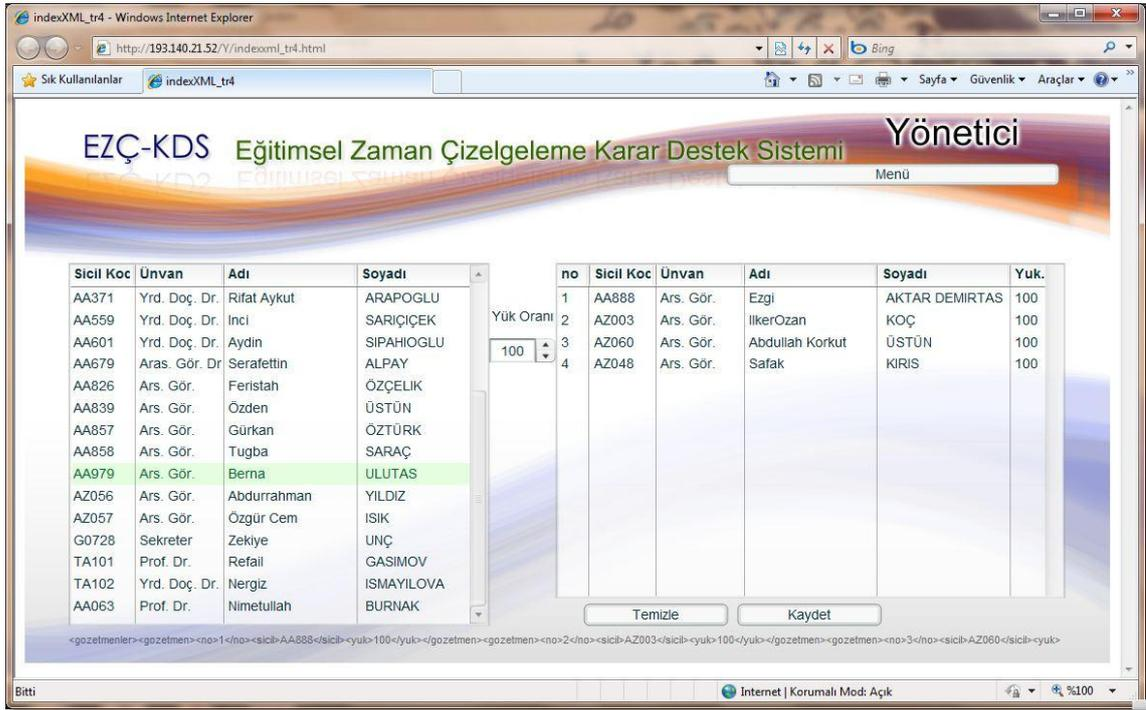 indexXML_tr4 - Windows Internet Explorer
http://193.140.21.52/Y/indexxml_tr4.html
Bing
Sık Kullanılanlar
indexXML_tr4
Sayfa Güvenlik Araçlar
EZÇ-KDS Eğitimsel Zaman Çizelgeleme Karar Destek Sistemi
Yönetici
Menü
Sicil Koc Ünvan Adı Soyadı
AA371 Yrd. Doç. Dr. Rifat Aykut ARAPOGLU
AA559 Yrd. Doç. Dr. Inci SARIÇIÇEK
AA601 Yrd. Doç. Dr. Aydin SIPAHIOGLU
AA679 Aras. Gör. Dr Serafettin ALPAY
AA826 Ars. Gör. Feristah ÖZÇELIK
AA839 Ars. Gör. Özden ÜSTÜN
AA857 Ars. Gör. Gürkan ÖZTÜRK
AA858 Ars. Gör. Tugba SARAÇ
AA979 Ars. Gör. Berna ULUTAS
AZ056 Ars. Gör. Abdurrahman YILDIZ
AZ057 Ars. Gör. Özgür Cem ISIK
G0728 Sekreter Zekiye UNÇ
TA101 Prof. Dr. Refail GASIMOV
TA102 Yrd. Doç. Dr. Nergiz ISMAYILOVA
AA063 Prof. Dr. Nimetullah BURNAK
Yük Oranı
100
no Sicil Koc Ünvan Adı Soyadı Yuk.
1 AA888 Ars. Gör. Ezgi AKTAR DEMIRTAS 100
2 AZ003 Ars. Gör. IlkerOzan KOÇ 100
3 AZ060 Ars. Gör. Abdullah Korkut ÜSTÜN 100
4 AZ048 Ars. Gör. Safak KIRIS 100
Temizle Kaydet
<gozetmenler><gozetmen><no>1</no><sicil>AA888</sicil><yuk>100</yuk></gozetmen><gozetmen><no>2</no><sicil>AZ003</sicil><yuk>100</yuk></gozetmen><gozetmen><no>3</no><sicil>AZ060</sicil><yuk>
Bitti
Internet | Korumalı Mod: Açık
%100